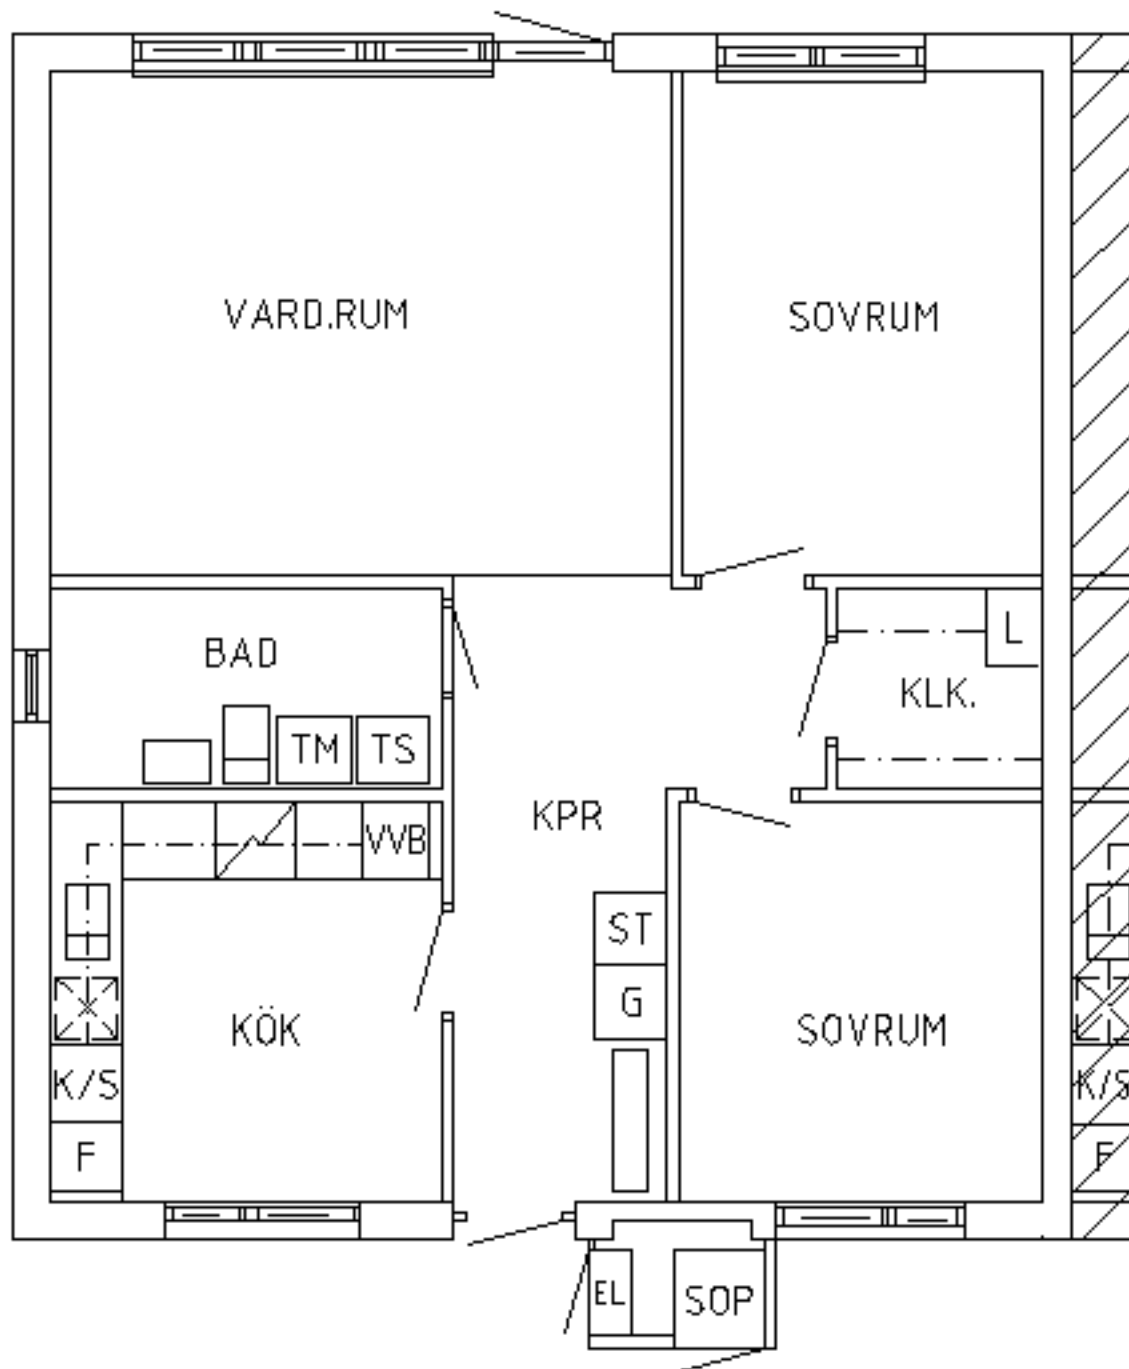 VARD.RUM
SOVRUM
BAD
L
KLK.
TM
TS
KPR
VVB
ST
G
KÖK
SOVRUM
K/S
K/S
F
F
EL
SOP